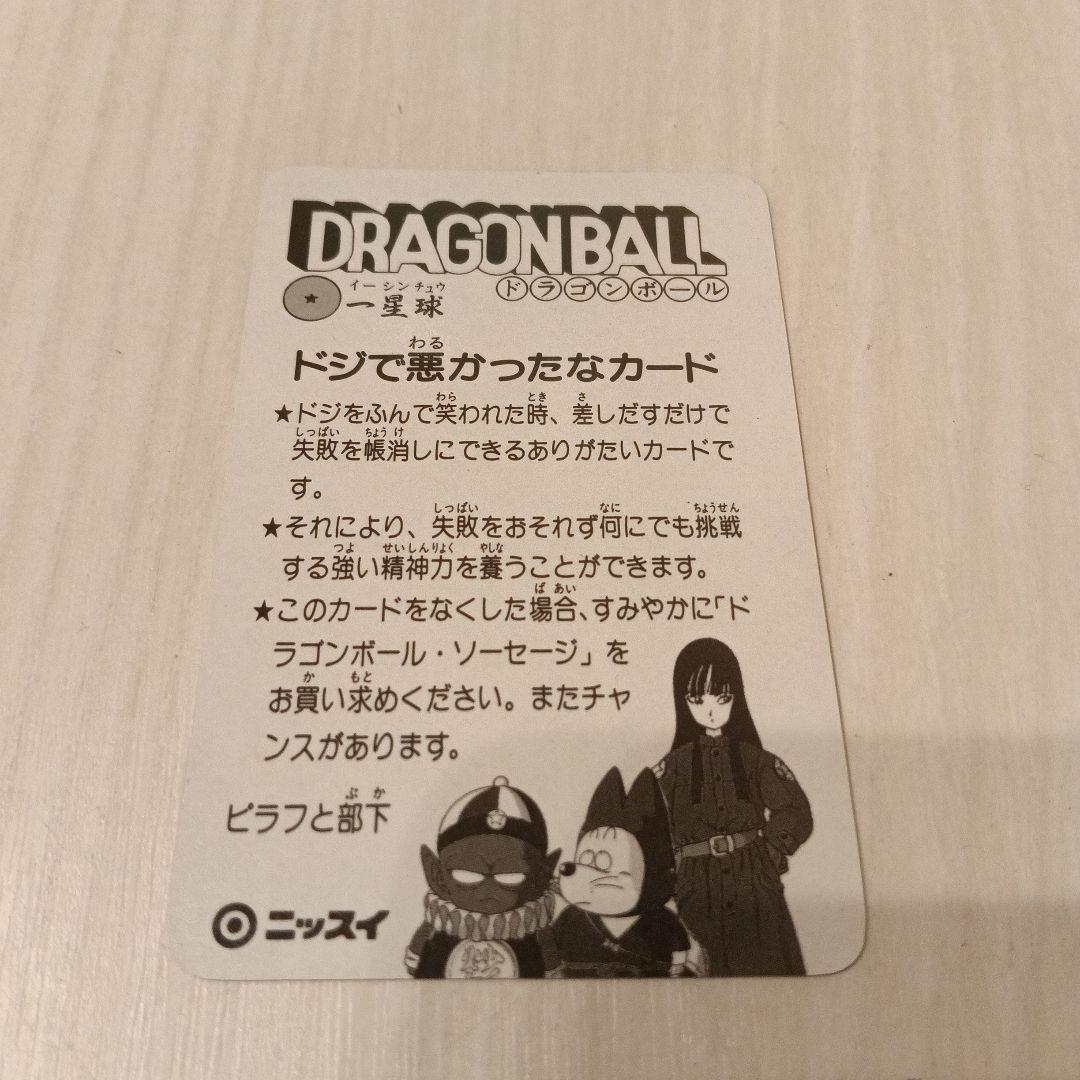 DRAGON BALL
ドラゴンボール
イーシンチュウ
一星球
わる
ドジで悪かったなカード
わら とき さ
★ドジをふんで笑われた時、差しだすだけで
しっぱい ちょう け
失敗を帳消しにできるありがたいカードで
す。
しっぱい なに ちょうせん
★それにより、失敗をおそれず何にでも挑戦
つよ せいしんりょく やしな
する強い精神力を養うことができます。
ば あい
★このカードをなくした場合、すみやかに「ド
ラゴンボール・ソーセージ」を
か もと
お買い求めください。またチャ
ンスがあります。
ぶ か
ピラフと部下
ニッスイ